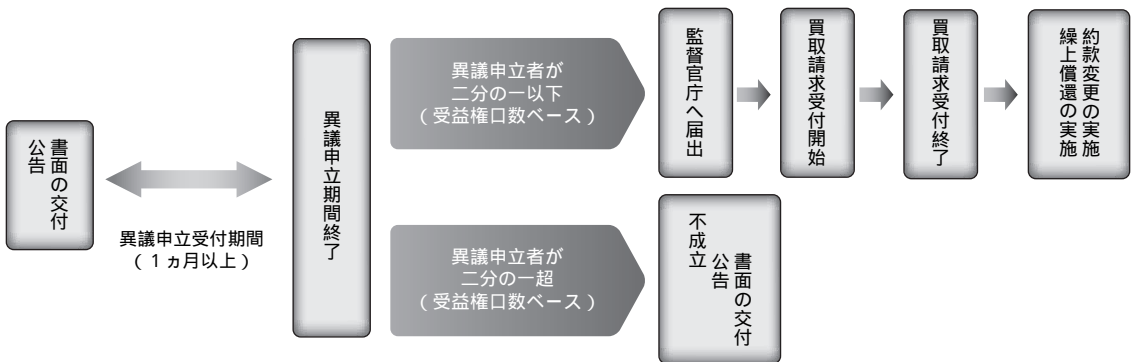 書面の交付
公告
異議申立受付期間
(1ヵ月以上)
異議申立期間終了
異議申立者が
二分の一以下
(受益権口数ベース)
監督官庁へ届出
買取請求受付開始
買取請求受付終了
約款変更の実施
繰上償還の実施
異議申立者が
二分の一超
(受益権口数ベース)
書面の交付
公告
不成立